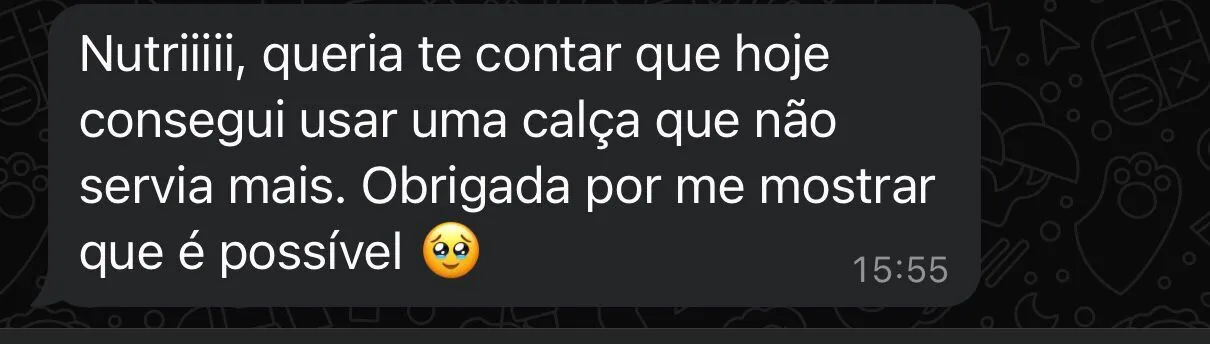 Nutriiiii, queria te contar que hoje
consegui usar uma calça que não
servia mais. Obrigada por me mostrar
que é possível 🥹
15:55